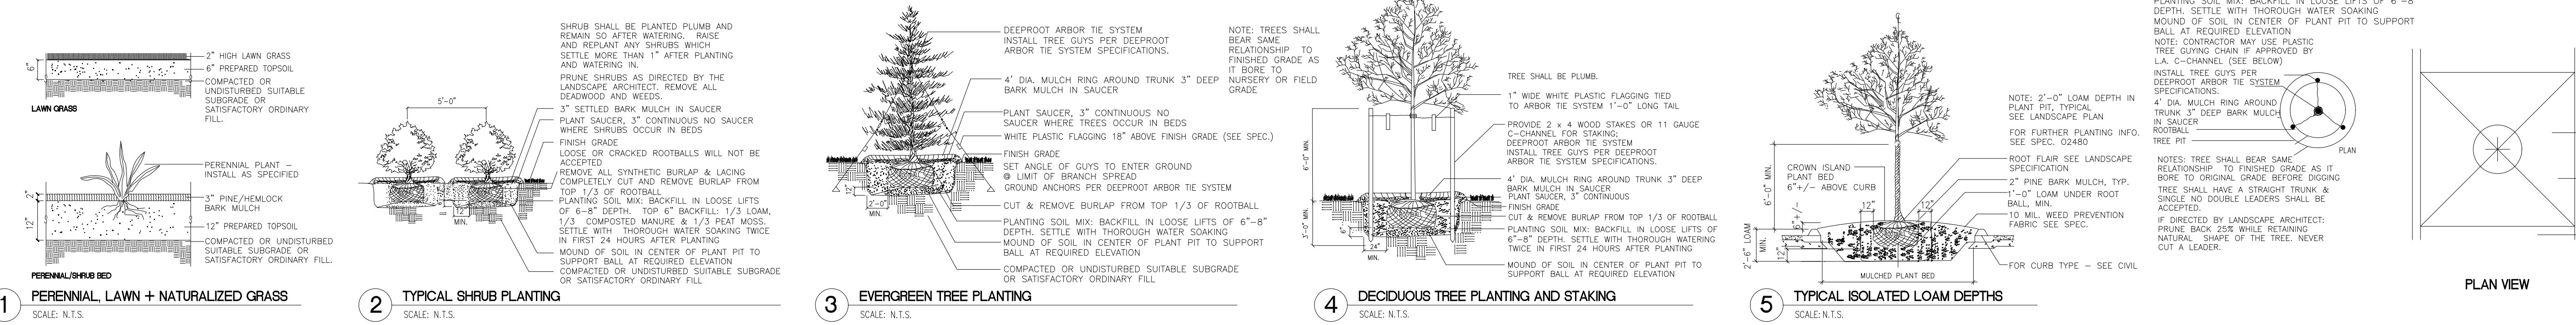 6"
2" HIGH LAWN GRASS
6" PREPARED TOPSOIL
COMPACTED OR
UNDISTURBED SUITABLE
SUBGRADE OR
SATISFACTORY ORDINARY
FILL.
LAWN GRASS
PERENNIAL PLANT –
INSTALL AS SPECIFIED
2"
3" PINE/HEMLOCK
BARK MULCH
12"
12" PREPARED TOPSOIL
COMPACTED OR UNDISTURBED
SUITABLE SUBGRADE OR
SATISFACTORY ORDINARY FILL.
PERENNIAL/SHRUB BED
1
PERENNIAL, LAWN + NATURALIZED GRASS
SCALE: N.T.S.
SHRUB SHALL BE PLANTED PLUMB AND
REMAIN SO AFTER WATERING. RAISE
AND REPLANT ANY SHRUBS WHICH
SETTLE MORE THAN 1" AFTER PLANTING
AND WATERING IN.
PRUNE SHRUBS AS DIRECTED BY THE
LANDSCAPE ARCHITECT. REMOVE ALL
DEADWOOD AND WEEDS.
5'-0"
3" SETTLED BARK MULCH IN SAUCER
PLANT SAUCER, 3" CONTINUOUS NO SAUCER
WHERE SHRUBS OCCUR IN BEDS
FINISH GRADE
LOOSE OR CRACKED ROOTBALLS WILL NOT BE
ACCEPTED
REMOVE ALL SYNTHETIC BURLAP & LACING
COMPLETELY CUT AND REMOVE BURLAP FROM
TOP 1/3 OF ROOTBALL
PLANTING SOIL MIX: BACKFILL IN LOOSE LIFTS
OF 6-8" DEPTH. TOP 6" BACKFILL: 1/3 LOAM,
1/3 COMPOSTED MANURE & 1/3 PEAT MOSS.
SETTLE WITH THOROUGH WATER SOAKING TWICE
IN FIRST 24 HOURS AFTER PLANTING
MOUND OF SOIL IN CENTER OF PLANT PIT TO
SUPPORT BALL AT REQUIRED ELEVATION
COMPACTED OR UNDISTURBED SUITABLE SUBGRADE
OR SATISFACTORY ORDINARY FILL
12"
MIN.
2
TYPICAL SHRUB PLANTING
SCALE: N.T.S.
DEEPROOT ARBOR TIE SYSTEM
INSTALL TREE GUYS PER DEEPROOT
ARBOR TIE SYSTEM SPECIFICATIONS.
NOTE: TREES SHALL
BEAR SAME
RELATIONSHIP TO
FINISHED GRADE AS
IT BORE TO
NURSERY OR FIELD
GRADE
4' DIA. MULCH RING AROUND TRUNK 3" DEEP
BARK MULCH IN SAUCER
PLANT SAUCER, 3" CONTINUOUS NO
SAUCER WHERE TREES OCCUR IN BEDS
WHITE PLASTIC FLAGGING 18" ABOVE FINISH GRADE (SEE SPEC.)
FINISH GRADE
SET ANGLE OF GUYS TO ENTER GROUND
@ LIMIT OF BRANCH SPREAD
GROUND ANCHORS PER DEEPROOT ARBOR TIE SYSTEM
CUT & REMOVE BURLAP FROM TOP 1/3 OF ROOTBALL
PLANTING SOIL MIX: BACKFILL IN LOOSE LIFTS OF 6"-8"
DEPTH. SETTLE WITH THOROUGH WATER SOAKING
MOUND OF SOIL IN CENTER OF PLANT PIT TO SUPPORT
BALL AT REQUIRED ELEVATION
COMPACTED OR UNDISTURBED SUITABLE SUBGRADE
OR SATISFACTORY ORDINARY FILL
12"
2'-0"
MIN.
3
EVERGREEN TREE PLANTING
SCALE: N.T.S.
TREE SHALL BE PLUMB.
1" WIDE WHITE PLASTIC FLAGGING TIED
TO ARBOR TIE SYSTEM 1'-0" LONG TAIL
PROVIDE 2 x 4 WOOD STAKES OR 11 GAUGE
C-CHANNEL FOR STAKING;
DEEPROOT ARBOR TIE SYSTEM
INSTALL TREE GUYS PER DEEPROOT
ARBOR TIE SYSTEM SPECIFICATIONS.
4' DIA. MULCH RING AROUND TRUNK 3" DEEP
BARK MULCH IN SAUCER
PLANT SAUCER, 3" CONTINUOUS
FINISH GRADE
CUT & REMOVE BURLAP FROM TOP 1/3 OF ROOTBALL
PLANTING SOIL MIX: BACKFILL IN LOOSE LIFTS OF
6"-8" DEPTH. SETTLE WITH THOROUGH WATERING
TWICE IN FIRST 24 HOURS AFTER PLANTING
MOUND OF SOIL IN CENTER OF PLANT PIT TO
SUPPORT BALL AT REQUIRED ELEVATION
6'-0" MIN.
3'-0" MIN.
6"
24"
MIN.
4
DECIDUOUS TREE PLANTING AND STAKING
SCALE: N.T.S.
NOTE: 2'-0" LOAM DEPTH IN
PLANT PIT, TYPICAL
SEE LANDSCAPE PLAN
FOR FURTHER PLANTING INFO.
SEE SPEC. 02480
ROOT FLAIR SEE LANDSCAPE
SPECIFICATION
2" PINE BARK MULCH, TYP.
1'-0" LOAM UNDER ROOT
BALL, MIN.
10 MIL. WEED PREVENTION
FABRIC SEE SPEC.
FOR CURB TYPE – SEE CIVIL
CROWN ISLAND
PLANT BED
6"+/- ABOVE CURB
6'-0" MIN.
12"
12"
6"+/-
2'-6" LOAM
MIN.
12"
MULCHED PLANT BED
5
TYPICAL ISOLATED LOAM DEPTHS
SCALE: N.T.S.
PLANTING SOIL MIX: BACKFILL IN LOOSE LIFTS OF 6"-8"
DEPTH. SETTLE WITH THOROUGH WATER SOAKING
MOUND OF SOIL IN CENTER OF PLANT PIT TO SUPPORT
BALL AT REQUIRED ELEVATION
NOTE: CONTRACTOR MAY USE PLASTIC
TREE GUYING CHAIN IF APPROVED BY
L.A. C-CHANNEL (SEE BELOW)
INSTALL TREE GUYS PER
DEEPROOT ARBOR TIE SYSTEM
SPECIFICATIONS.
4' DIA. MULCH RING AROUND
TRUNK 3" DEEP BARK MULCH
IN SAUCER
ROOTBALL
TREE PIT
PLAN
NOTES: TREE SHALL BEAR SAME
RELATIONSHIP TO FINISHED GRADE AS IT
BORE TO ORIGINAL GRADE BEFORE DIGGING
TREE SHALL HAVE A STRAIGHT TRUNK &
SINGLE NO DOUBLE LEADERS SHALL BE
ACCEPTED.
IF DIRECTED BY LANDSCAPE ARCHITECT:
PRUNE BACK 25% WHILE RETAINING
NATURAL SHAPE OF THE TREE. NEVER
CUT A LEADER.
PLAN VIEW